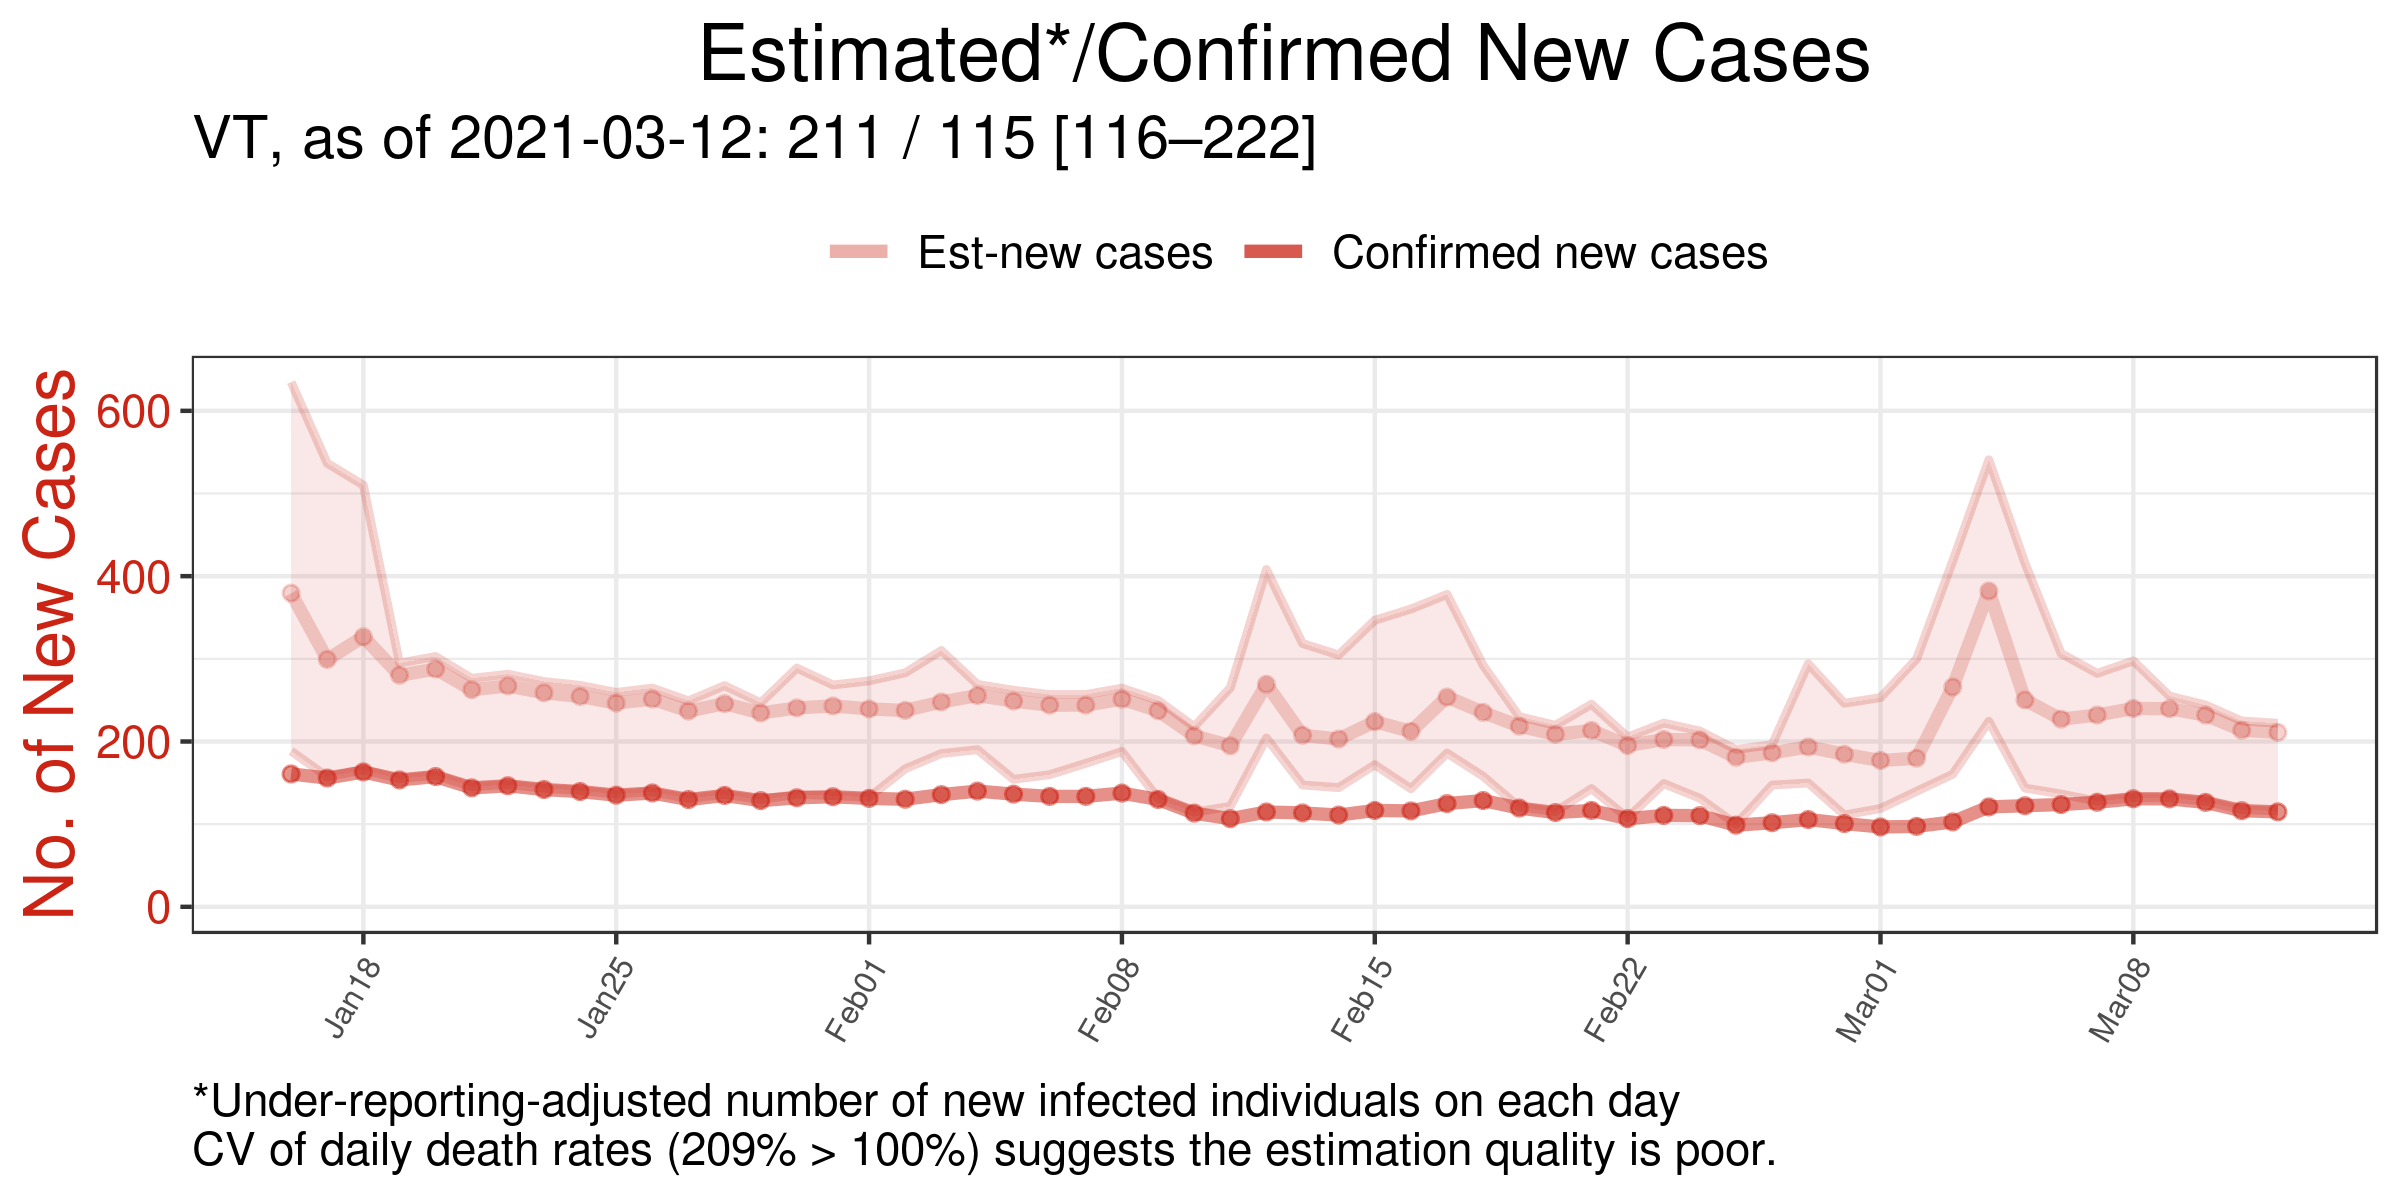 Estimated*/Confirmed New Cases
VT, as of 2021-03-12: 211 / 115 [116–222]
Est-new cases
Confirmed new cases
No. of New Cases
600
400
200
0
Jan18
Jan25
Feb01
Feb08
Feb15
Feb22
Mar01
Mar08
*Under-reporting-adjusted number of new infected individuals on each day
CV of daily death rates (209% > 100%) suggests the estimation quality is poor.